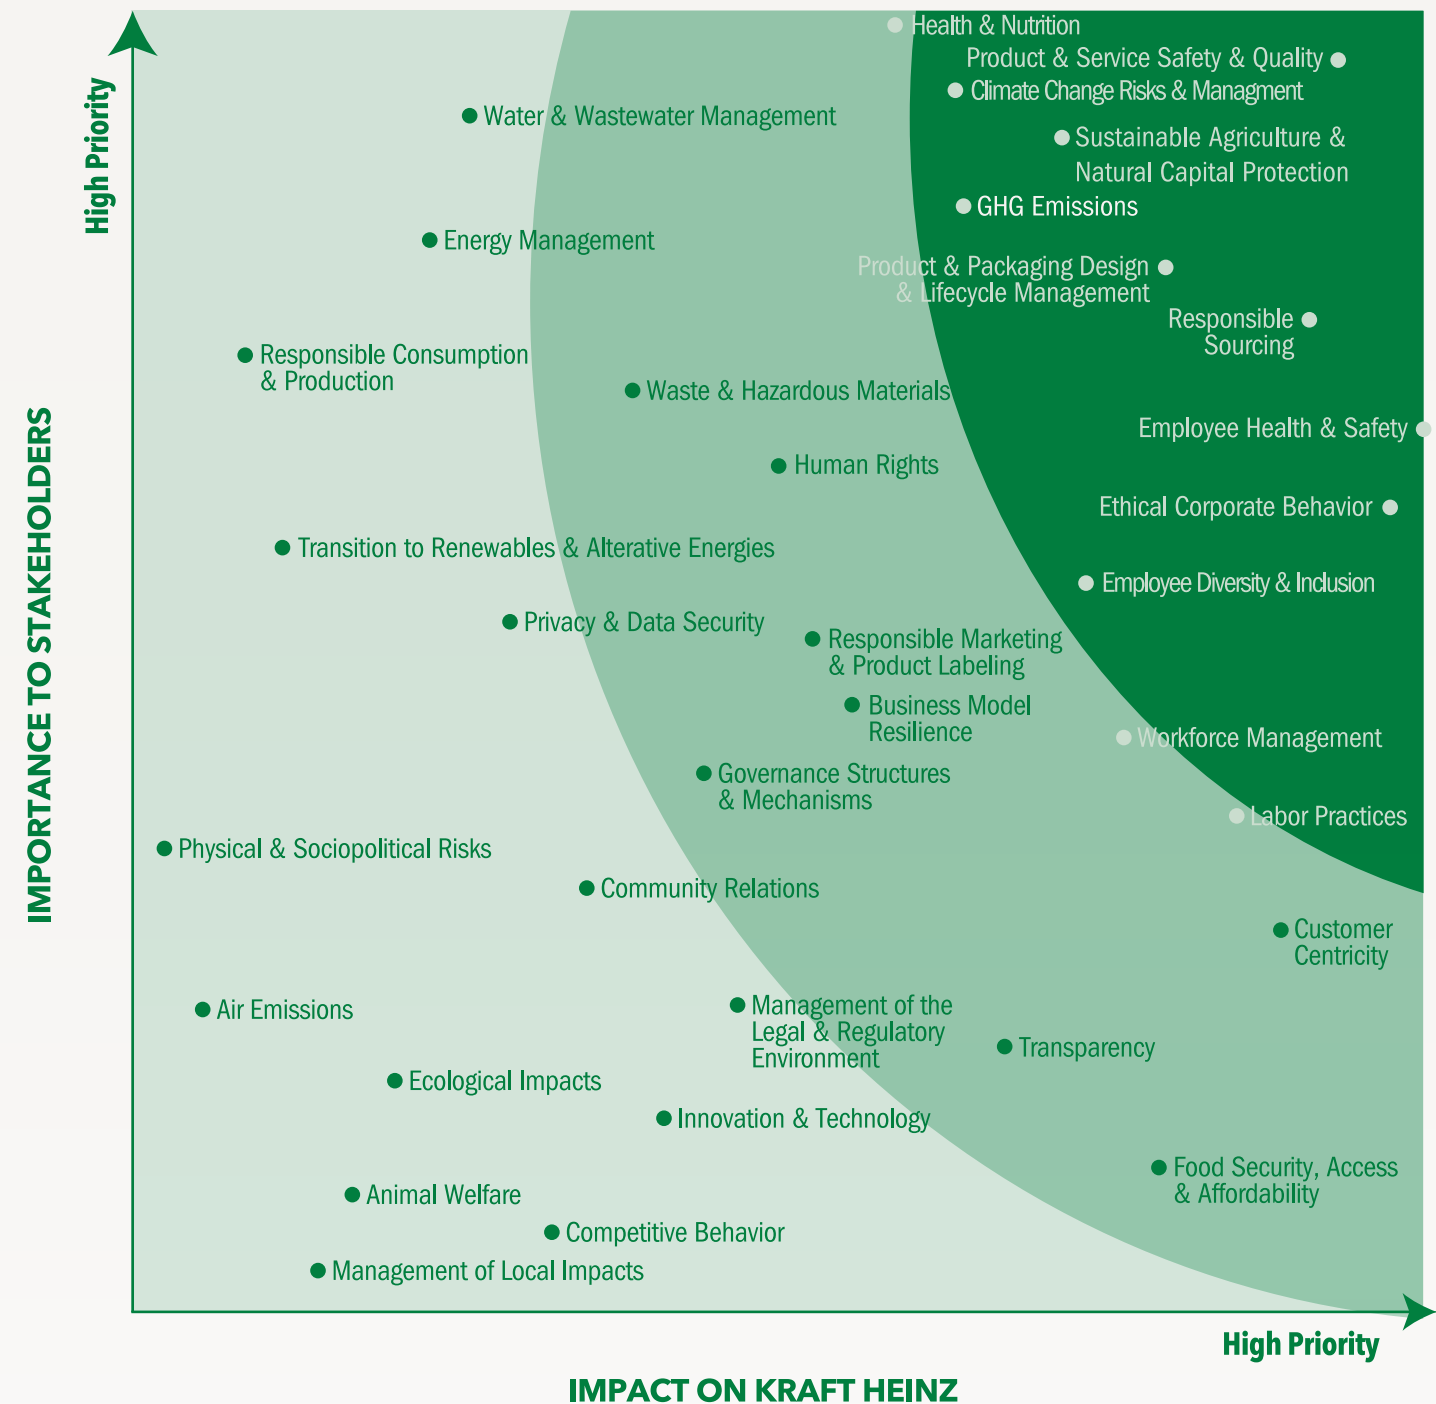 High Priority
IMPORTANCE TO STAKEHOLDERS
Health & Nutrition
Product & Service Safety & Quality
Climate Change Risks & Managment
Water & Wastewater Management
Sustainable Agriculture &
Natural Capital Protection
GHG Emissions
Energy Management
Product & Packaging Design
& Lifecycle Management
Responsible
Sourcing
Responsible Consumption
& Production
Waste & Hazardous Materials
Employee Health & Safety
Human Rights
Ethical Corporate Behavior
Transition to Renewables & Alterative Energies
Employee Diversity & Inclusion
Privacy & Data Security
Responsible Marketing
& Product Labeling
Business Model
Resilience
Workforce Management
Governance Structures
& Mechanisms
Labor Practices
Physical & Sociopolitical Risks
Community Relations
Customer
Centricity
Air Emissions
Management of the
Legal & Regulatory
Environment
Transparency
Ecological Impacts
Innovation & Technology
Food Security, Access
& Affordability
Animal Welfare
Competitive Behavior
Management of Local Impacts
High Priority
IMPACT ON KRAFT HEINZ